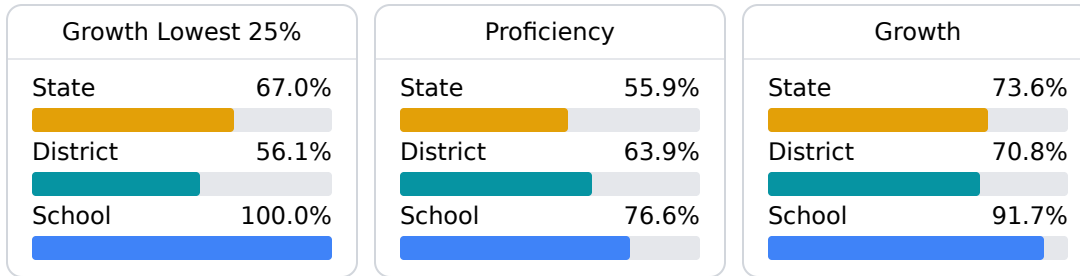 Growth Lowest 25%
State 67.0%
District 56.1%
School 100.0%
Proficiency
State 55.9%
District 63.9%
School 76.6%
Growth
State 73.6%
District 70.8%
School 91.7%